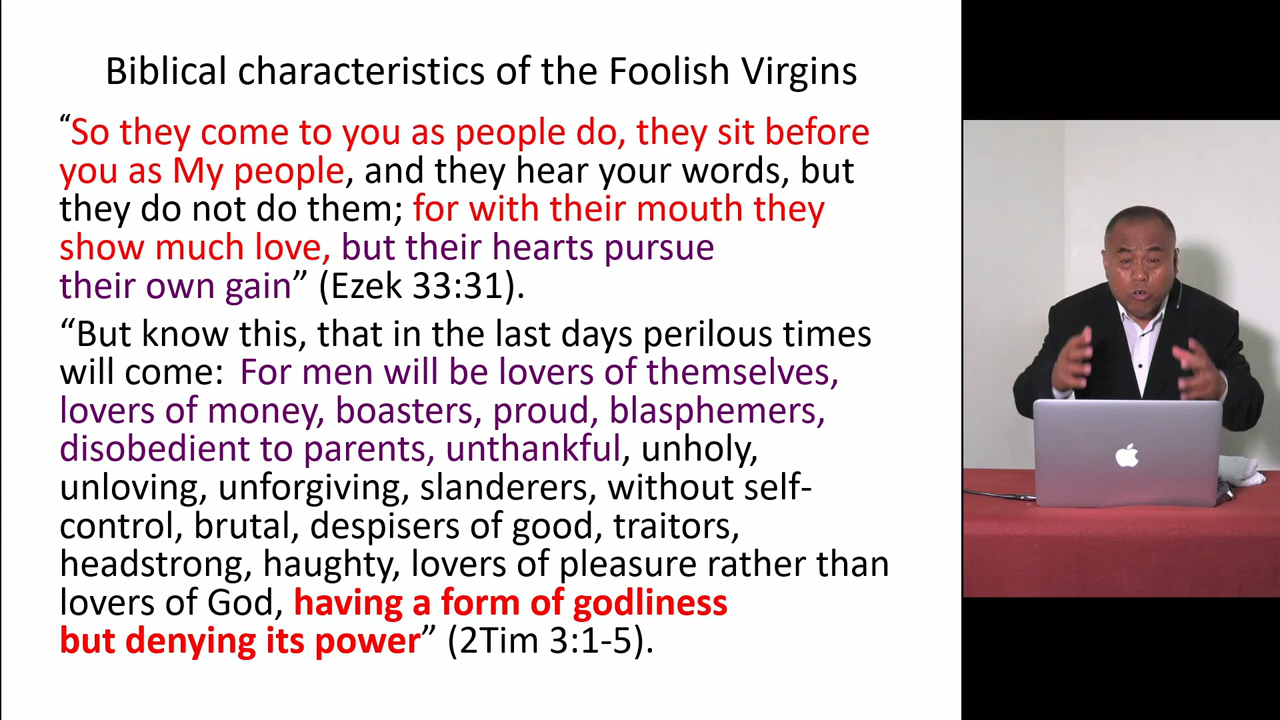 Biblical characteristics of the Foolish Virgins
“So they come to you as people do, they sit before
you as My people, and they hear your words, but
they do not do them; for with their mouth they
show much love, but their hearts pursue
their own gain” (Ezek 33:31).
“But know this, that in the last days perilous times
will come: For men will be lovers of themselves,
lovers of money, boasters, proud, blasphemers,
disobedient to parents, unthankful, unholy,
unloving, unforgiving, slanderers, without self-
control, brutal, despisers of good, traitors,
headstrong, haughty, lovers of pleasure rather than
lovers of God, having a form of godliness
but denying its power” (2Tim 3:1-5).